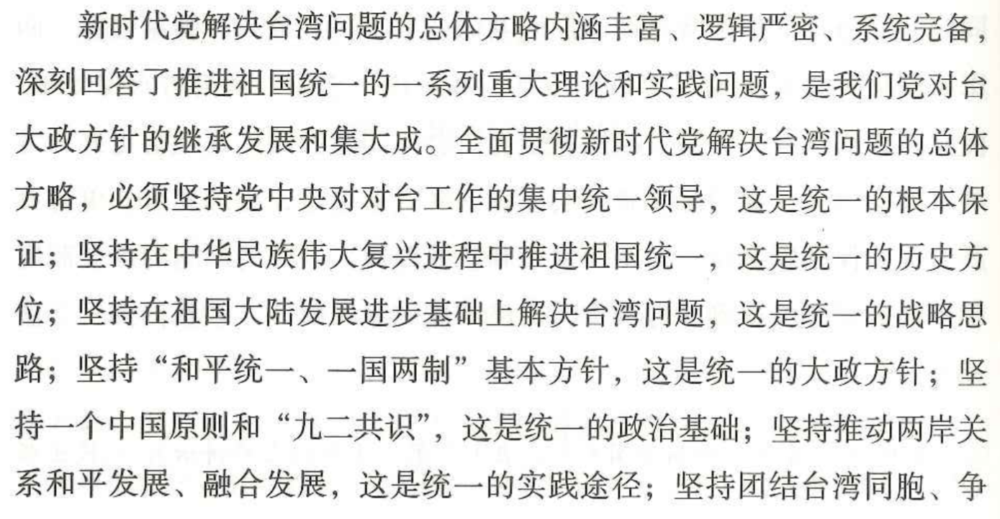 新时代党解决台湾问题的总体方略内涵丰富、逻辑严密、系统完备，
深刻回答了推进祖国统一的一系列重大理论和实践问题，是我们党对台
大政方针的继承发展和集大成。全面贯彻新时代党解决台湾问题的总体
方略，必须坚持党中央对对台工作的集中统一领导，这是统一的根本保
证；坚持在中华民族伟大复兴进程中推进祖国统一，这是统一的历史方
位；坚持在祖国大陆发展进步基础上解决台湾问题，这是统一的战略思
路；坚持“和平统一、一国两制”基本方针，这是统一的大政方针；坚
持一个中国原则和“九二共识”，这是统一的政治基础；坚持推动两岸关
系和平发展、融合发展，这是统一的实践途径；坚持团结台湾同胞、争